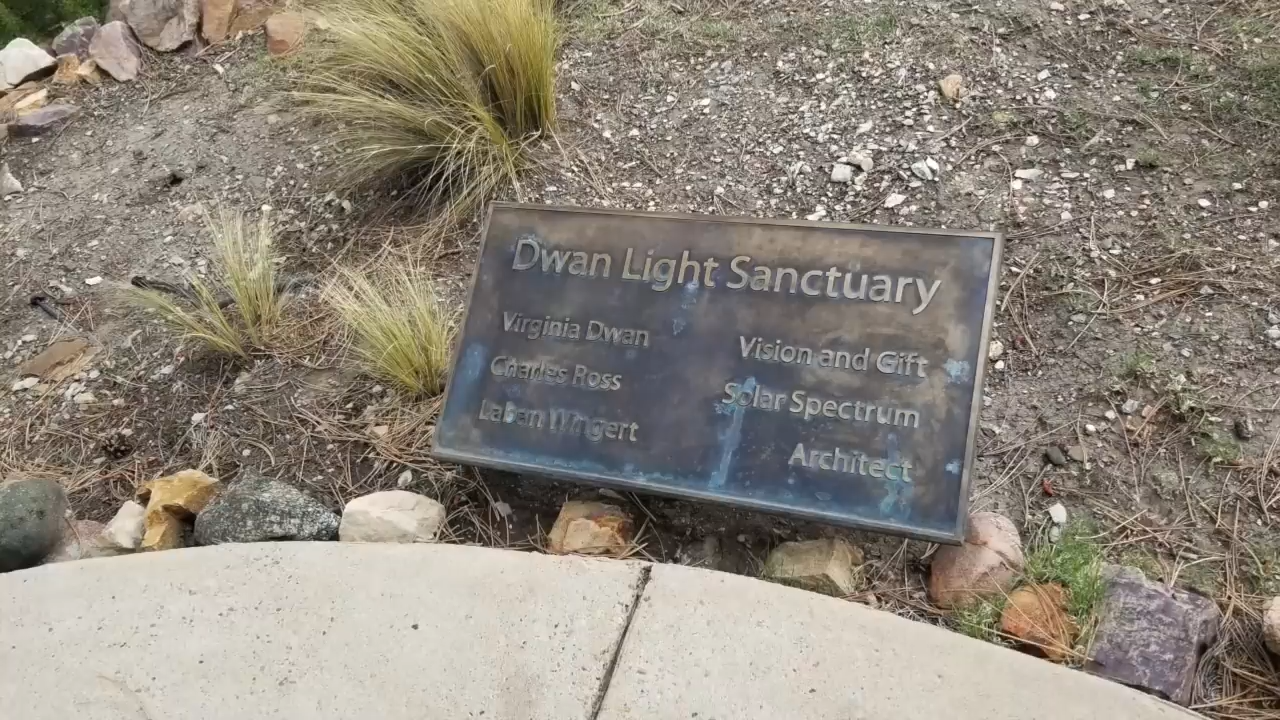 Dwan Light Sanctuary
Virginia Dwan Vision and Gift
Charles Ross Solar Spectrum
Laban Wingert Architect